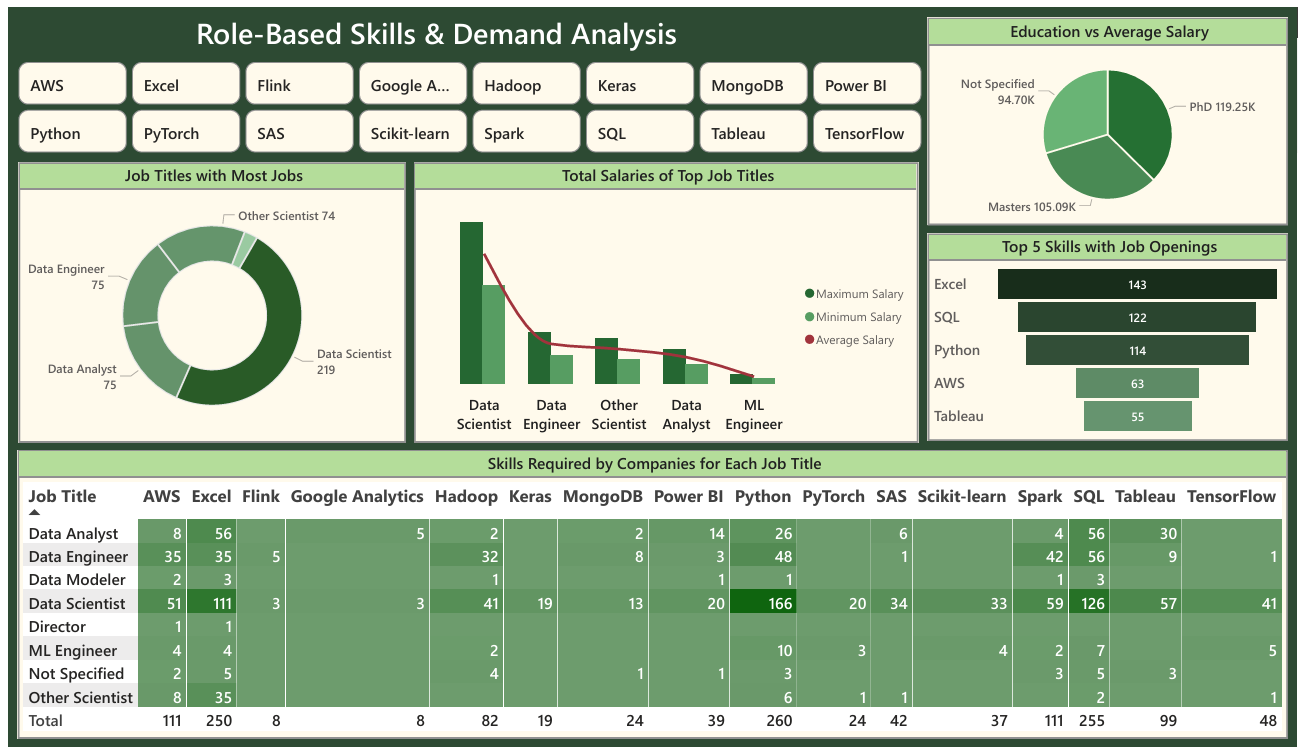 Role-Based Skills & Demand Analysis
AWS
Excel
Flink
Google A...
Hadoop
Keras
MongoDB
Power BI
Python
PyTorch
SAS
Scikit-learn
Spark
SQL
Tableau
TensorFlow
Education vs Average Salary
Not Specified
94.70K
PhD 119.25K
Masters 105.09K
Job Titles with Most Jobs
Other Scientist 74
Data Engineer
75
Data Analyst
75
Data Scientist
219
Total Salaries of Top Job Titles
Maximum Salary
Minimum Salary
Average Salary
Data
Scientist
Data
Engineer
Other
Scientist
Data
Analyst
ML
Engineer
Top 5 Skills with Job Openings
Excel 143
SQL 122
Python 114
AWS 63
Tableau 55
Skills Required by Companies for Each Job Title
Job Title AWS Excel Flink Google Analytics Hadoop Keras MongoDB Power BI Python PyTorch SAS Scikit-learn Spark SQL Tableau TensorFlow
Data Analyst 8 56 5 2 2 14 26 6 4 56 30
Data Engineer 35 35 5 32 8 3 48 1 42 56 9 1
Data Modeler 2 3 1 1 1 1 3
Data Scientist 51 111 3 3 41 19 13 20 166 20 34 33 59 126 57 41
Director 1 1
ML Engineer 4 4 2 10 3 4 2 7 5
Not Specified 2 5 4 1 1 3 3 5 3
Other Scientist 8 35 6 1 1 2 1
Total 111 250 8 8 82 19 24 39 260 24 42 37 111 255 99 48